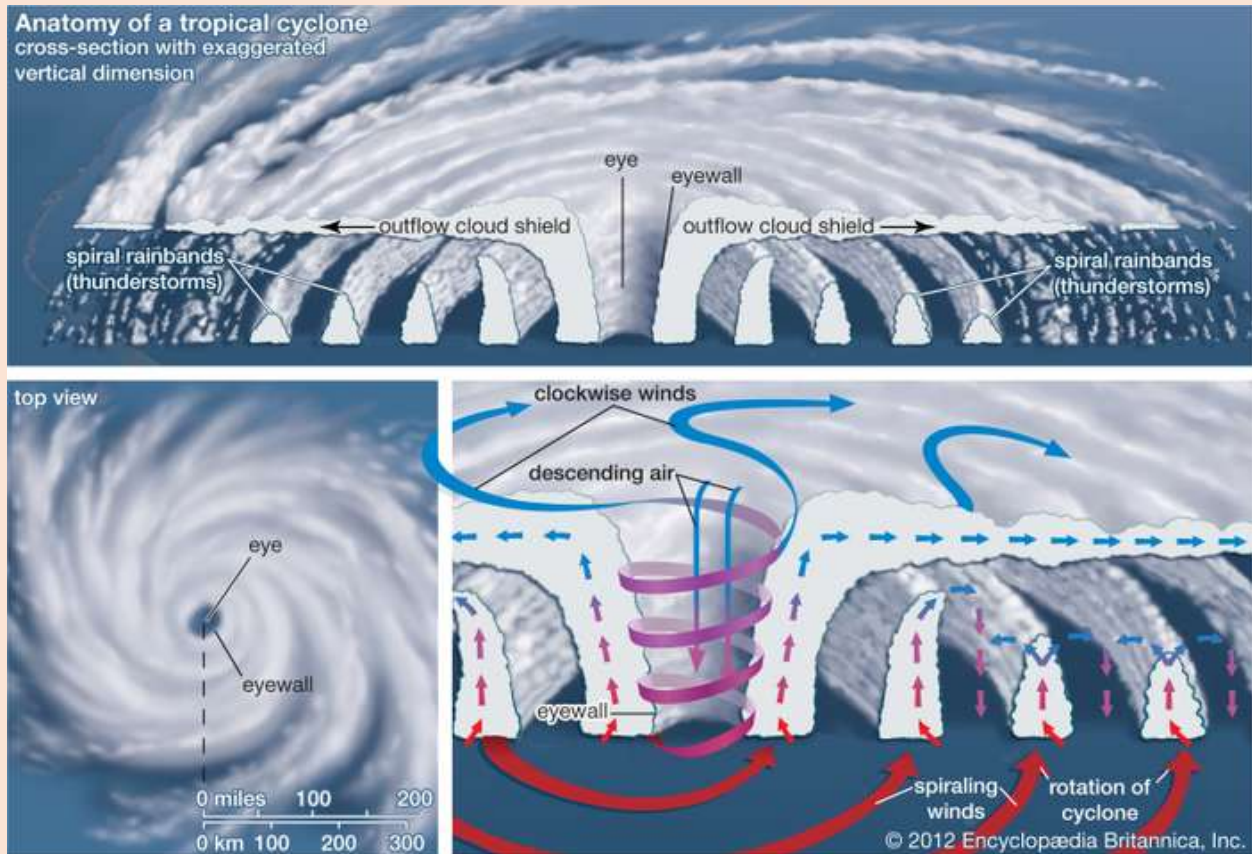 Anatomy of a tropical cyclone
cross-section with exaggerated
vertical dimension
eye
eyewall
outflow cloud shield
outflow cloud shield
spiral rainbands
(thunderstorms)
spiral rainbands
(thunderstorms)
top view
eye
eyewall
0 miles 100 200
0 km 100 200 300
clockwise winds
descending air
eyewall
spiraling
winds
rotation of
cyclone
© 2012 Encyclopædia Britannica, Inc.